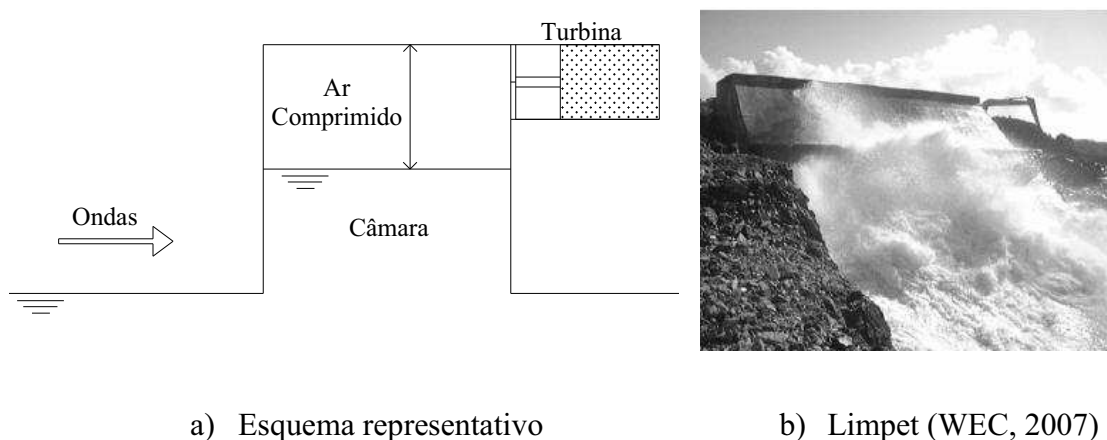 Turbina
Ar
Comprimido
Ondas
Câmara
a) Esquema representativo
b) Limpet (WEC, 2007)